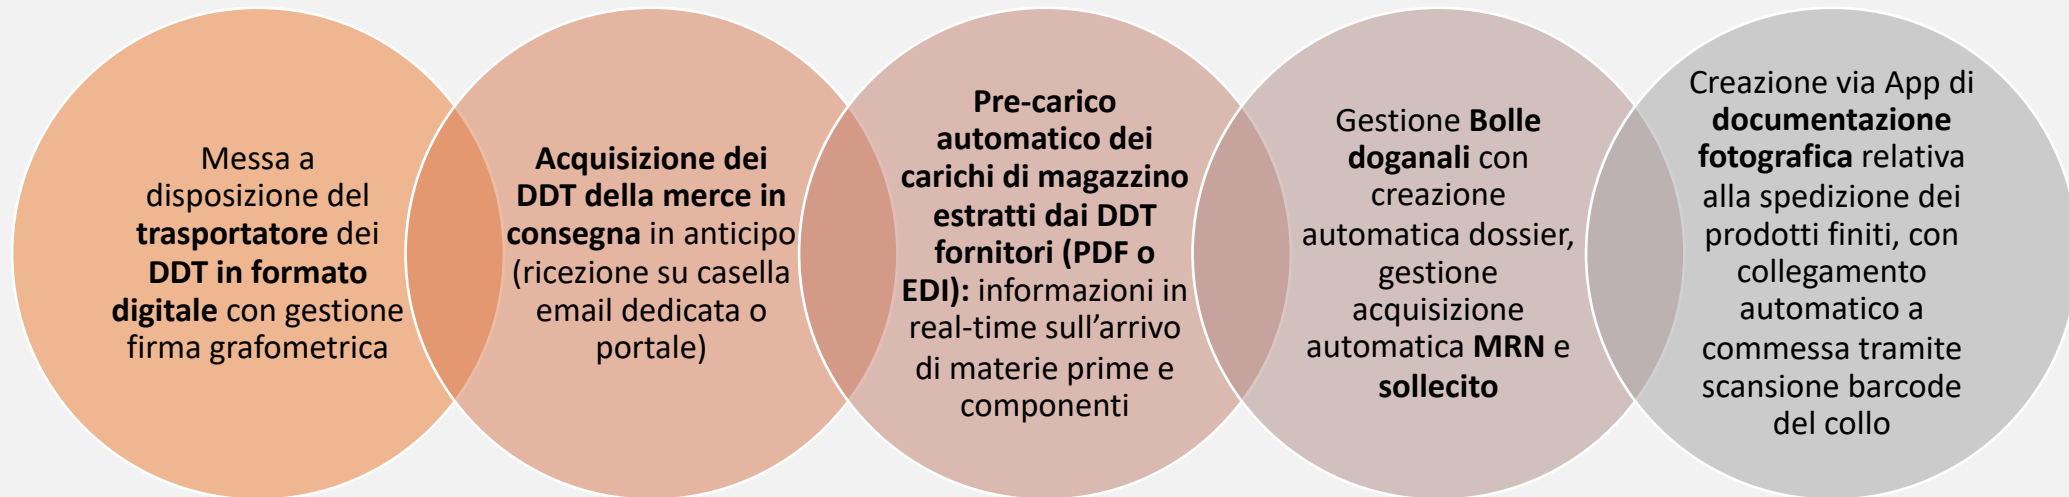 Messa a
disposizione del
trasportatore dei
DDT in formato
digitale con gestione
firma grafometrica
Acquisizione dei
DDT della merce in
consegna in anticipo
(ricezione su casella
email dedicata o
portale)
Pre-carico
automatico dei
carichi di magazzino
estratti dai DDT
fornitori (PDF o
EDI): informazioni in
real-time sull’arrivo
di materie prime e
componenti
Gestione Bolle
doganali con
creazione
automatica dossier,
gestione
acquisizione
automatica MRN e
sollecito
Creazione via App di
documentazione
fotografica relativa
alla spedizione dei
prodotti finiti, con
collegamento
automatico a
commessa tramite
scansione barcode
del collo